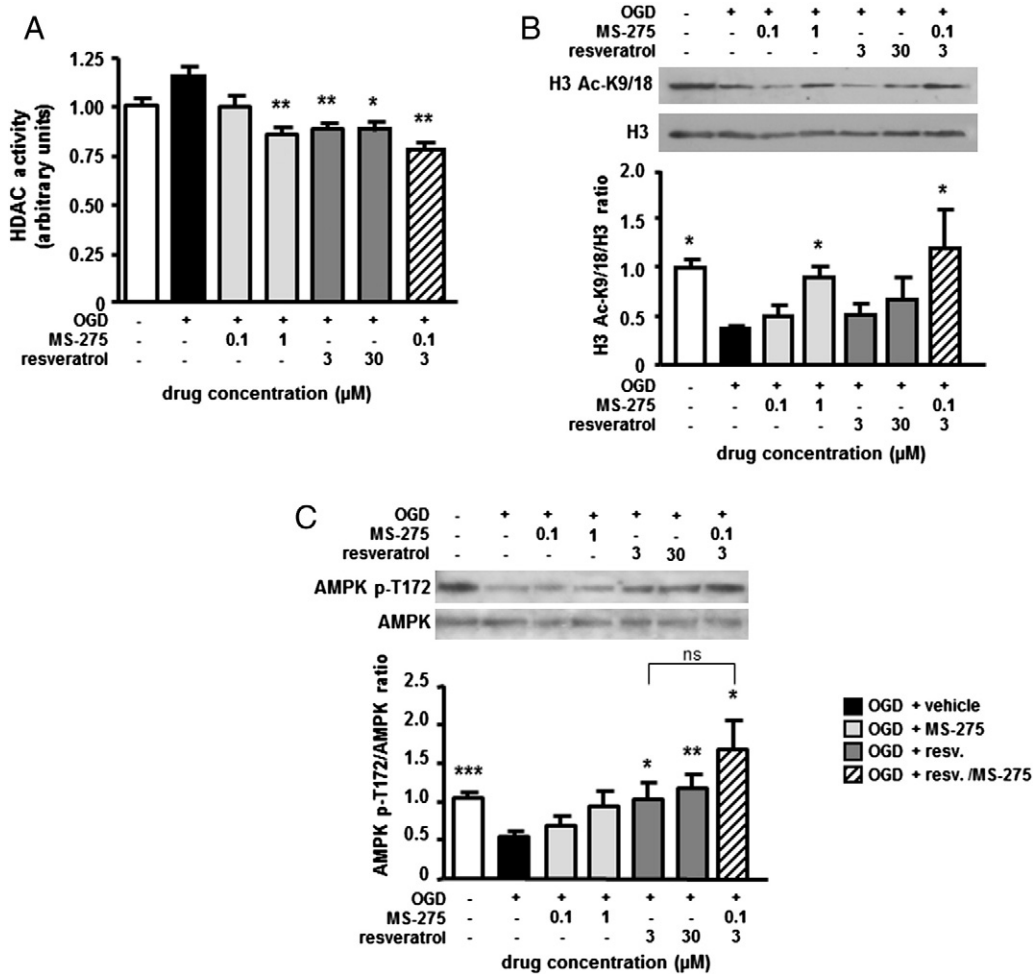 A
HDAC activity
(arbitrary units)
1.25
1.00
0.75
0.50
0.25
0
** ** * **
OGD - + + + + + +
MS-275 - - 0.1 1 - - 0.1
resveratrol - - - - 3 30 3
drug concentration (µM)
B
OGD - + + + + + +
MS-275 - - 0.1 1 - - 0.1
resveratrol - - - - 3 30 3
H3 Ac-K9/18
H3
H3 Ac-K9/18/H3 ratio
2.0
1.5
1.0
0.5
0
* * *
OGD - + + + + + +
MS-275 - - 0.1 1 - - 0.1
resveratrol - - - - 3 30 3
drug concentration (µM)
C
OGD - + + + + + +
MS-275 - - 0.1 1 - - 0.1
resveratrol - - - - 3 30 3
AMPK p-T172
AMPK
AMPK p-T172/AMPK ratio
2.5
2.0
1.5
1.0
0.5
0
ns
*** * ** *
OGD - + + + + + +
MS-275 - - 0.1 1 - - 0.1
resveratrol - - - - 3 30 3
drug concentration (µM)
OGD + vehicle
OGD + MS-275
OGD + resv.
OGD + resv. /MS-275